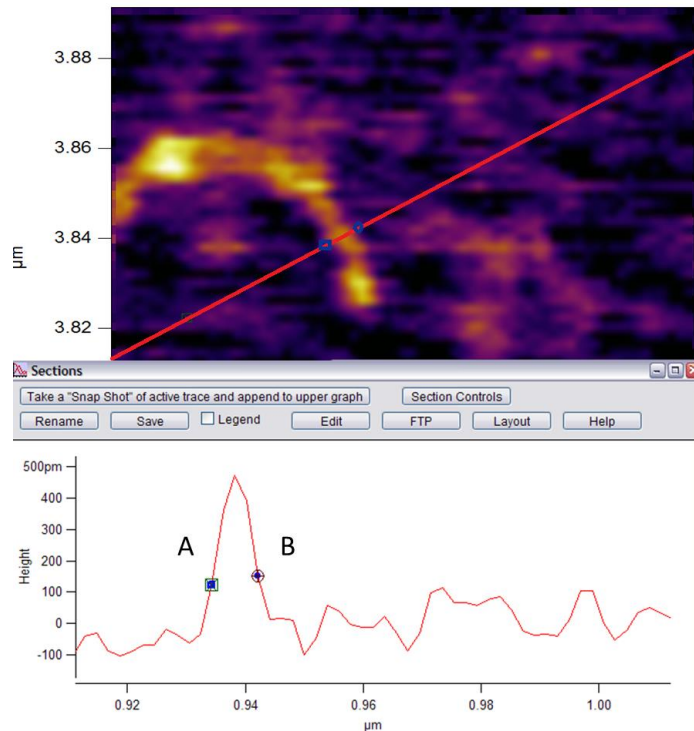 3.88
3.86
3.84
3.82
µm
Sections
Take a "Snap Shot" of active trace and append to upper graph
Section Controls
Rename
Save
Legend
Edit
FTP
Layout
Help
500pm
400
300
200
100
0
-100
Height
A
B
0.92
0.94
0.96
0.98
1.00
µm